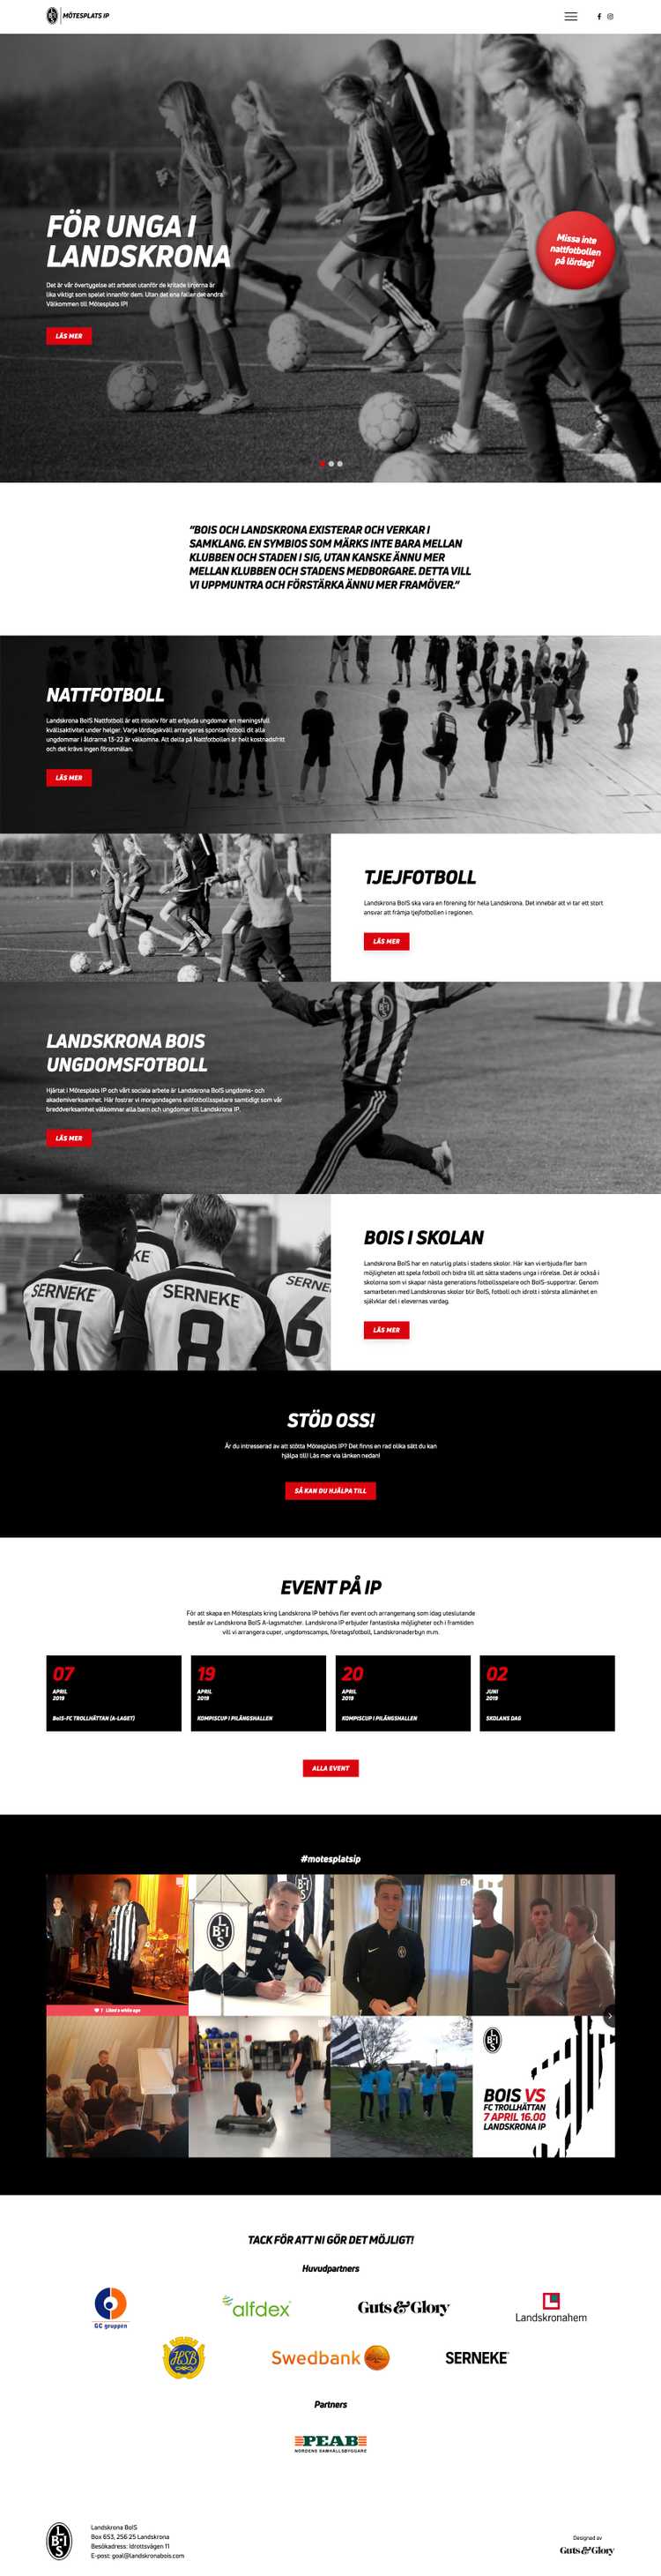 MÖTESPLATS IP
FÖR UNGA I
LANDSKRONA
Det är vår övertygelse att arbetet utanför de kritade linjerna är
lika viktigt som spelet innanför dem. Utan det ena faller det andra.
Välkommen till Mötesplats IP!
LÄS MER
Missa inte
nattfotbollen
på lördag!
"BOIS OCH LANDSKRONA EXISTERAR OCH VERKAR I
SAMKLANG. EN SYMBIOS SOM MÄRKS INTE BARA MELLAN
KLUBBEN OCH STADEN I SIG, UTAN KANSKE ÄNNU MER
MELLAN KLUBBEN OCH STADENS MEDBORGARE. DETTA VILL
VI UPPMUNTRA OCH FÖRSTÄRKA ÄNNU MER FRAMÖVER."
NATTFOTBOLL
Landskrona BoIS Nattfotboll är ett initiativ för att erbjuda ungdomar en meningsfull
kvällsaktivitet under helger. Varje lördagskväll arrangeras spontanfotboll dit alla
ungdommar i åldrarna 13-22 är välkomna. Att delta på Nattfotbollen är helt kostnadsfritt
och det krävs ingen föranmälan.
LÄS MER
TJEJFOTBOLL
Landskrona BoIS ska vara en förening för hela Landskrona. Det innebär att vi tar ett stort
ansvar att främja tjejfotbollen i regionen.
LÄS MER
LANDSKRONA BOIS
UNGDOMSFOTBOLL
Hjärtat i Mötesplats IP och vårt sociala arbete är Landskrona BoIS ungdoms- och
akademiverksamhet. Här fostrar vi morgondagens elitfotbollsspelare samtidigt som vår
breddverksamhet välkomnar alla barn och ungdomar till Landskrona IP.
LÄS MER
SERNEKE
11
KE
SERNEKE
8
SERNE
6
BOIS I SKOLAN
Landskrona BoIS har en naturlig plats i stadens skolor. Här kan vi erbjuda fler barn
möjligheten att spela fotboll och bidra till att sätta stadens unga i rörelse. Det är också i
skolorna som vi skapar nästa generations fotbollsspelare och BoIS-supportrar. Genom
samarbeten med Landskronas skolor blir BoIS, fotboll och idrott i största allmänhet en
självklar del i elevernas vardag.
LÄS MER
STÖD OSS!
Är du intresserad av att stötta Mötesplats IP? Det finns en rad olika sätt du kan
hjälpa till! Läs mer via länken nedan!
SÅ KAN DU HJÄLPA TILL
EVENT PÅ IP
För att skapa en Mötesplats kring Landskrona IP behövs fler event och arrangemang som idag uteslutande
består av Landskrona BoIS A-lagsmatcher. Landskrona IP erbjuder fantastiska möjligheter och i framtiden
vill vi arrangera cuper, ungdomscamps, företagsfotboll, Landskronaderbyn m.m.
07
APRIL
2019
BoIS-FC TROLLHÄTTAN (A-LAGET)
19
APRIL
2019
KOMPISCUP I PILÄNGSHALLEN
20
APRIL
2019
KOMPISCUP I PILÄNGSHALLEN
02
JUNI
2019
SKOLANS DAG
ALLA EVENT
#motesplatsip
BOIS VS
FC TROLLHÄTTAN
7 APRIL 16.00
LANDSKRONA IP
TACK FÖR ATT NI GÖR DET MÖJLIGT!
Huvudpartners
GC gruppen
alfdex
Guts & Glory
Landskronahem
HSB
Swedbank
SERNEKE
Partners
PEAB
NORDENS SAMHÄLLSBYGGARE
Landskrona BoIS
Box 653, 256 25 Landskrona
Besökadress: Idrottsvägen 11
E-post: goal@landskronabois.com
Designad av
Guts & Glory